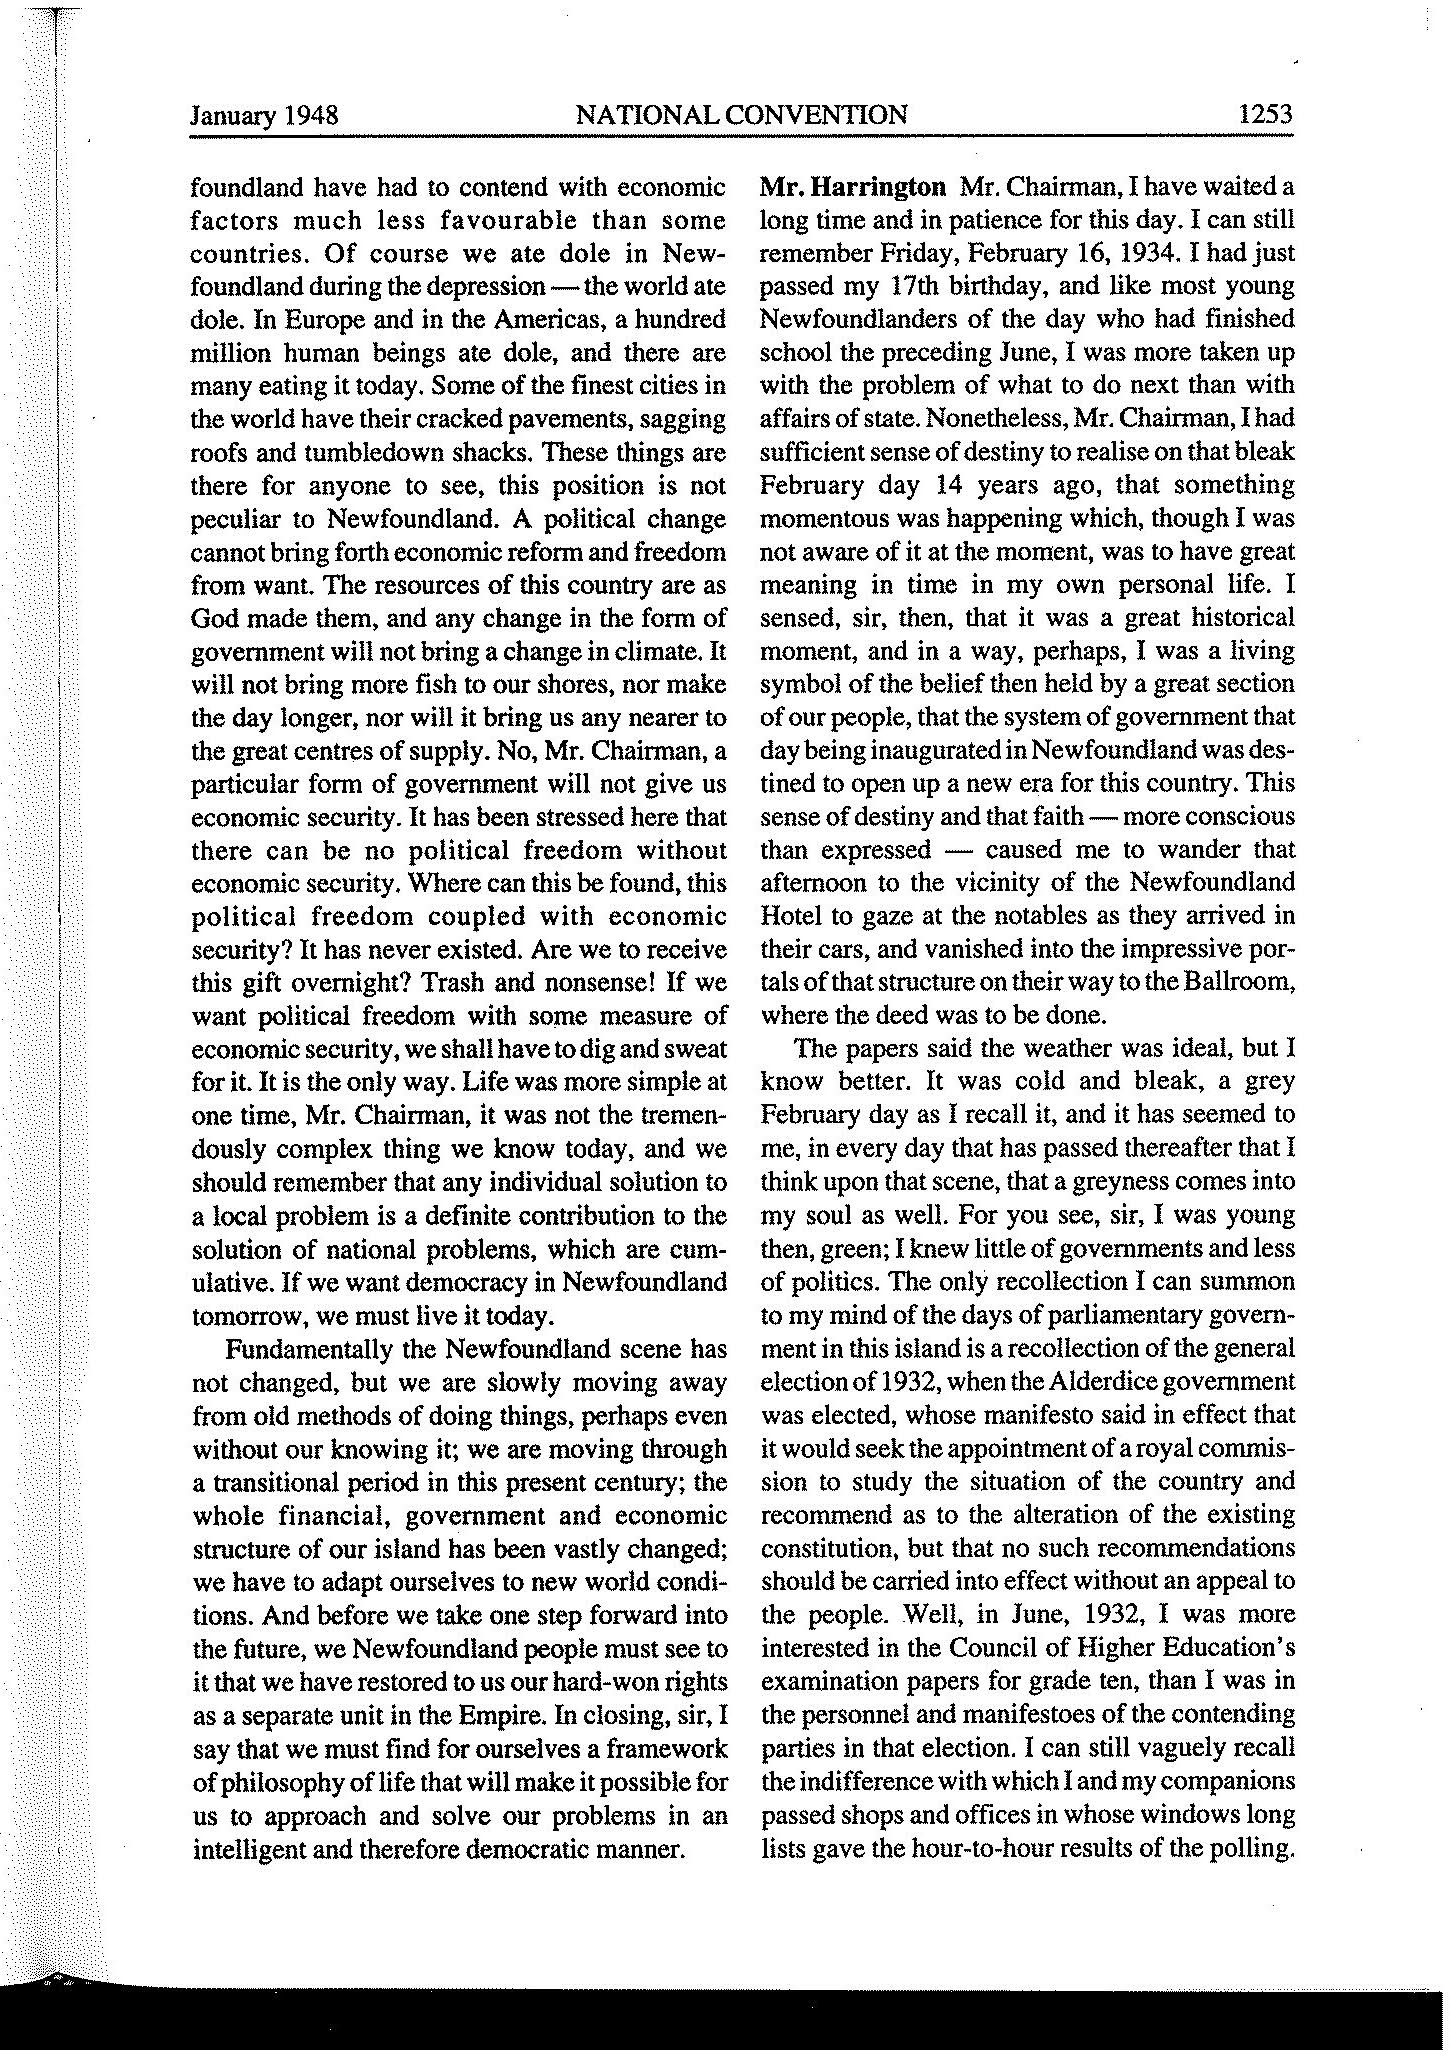 January 1948 NATIONAL CONVENTION 1253
foundland have had to contend with economic
factors much less favourable than some
countries. Of course we ate dole in New-
foundland during the depression — the world ate
dole. In Europe and in the Americas, a hundred
million human beings ate dole, and there are
many eating it today. Some of the finest cities in
the world have their cracked pavements, sagging
roofs and tumbledown shacks. These things are
there for anyone to see, this position is not
peculiar to Newfoundland. A political change
cannot bring forth economic reform and freedom
from want. The resources of this country are as
God made them, and any change in the form of
government will not bring a change in climate. It
will not bring more fish to our shores, nor make
the day longer, nor will it bring us any nearer to
the great centres of supply. No, Mr. Chairman, a
particular form of government will not give us
economic security. It has been stressed here that
there can be no political freedom without
economic security. Where can this be found, this
political freedom coupled with economic
security? It has never existed. Are we to receive
this gift overnight? Trash and nonsense! If we
want political freedom with some measure of
economic security, we shall have to dig and sweat
for it. It is the only way. Life was more simple at
one time, Mr. Chairman, it was not the tremen-
dously complex thing we know today, and we
should remember that any individual solution to
a local problem is a definite contribution to the
solution of national problems, which are cum-
ulative. If we want democracy in Newfoundland
tomorrow, we must live it today.
Fundamentally the Newfoundland scene has
not changed, but we are slowly moving away
from old methods of doing things, perhaps even
without our knowing it; we are moving through
a transitional period in this present century; the
whole financial, government and economic
structure of our island has been vastly changed;
we have to adapt ourselves to new world condi-
tions. And before we take one step forward into
the future, we Newfoundland people must see to
it that we have restored to us our hard-won rights
as a separate unit in the Empire. In closing, sir, I
say that we must find for ourselves a framework
of philosophy of life that will make it possible for
us to approach and solve our problems in an
intelligent and therefore democratic manner.
Mr. Harrington Mr. Chairman, I have waited a
long time and in patience for this day. I can still
remember Friday, February 16, 1934. I had just
passed my 17th birthday, and like most young
Newfoundlanders of the day who had finished
school the preceding June, I was more taken up
with the problem of what to do next than with
affairs of state. Nonetheless, Mr. Chairman, I had
sufficient sense of destiny to realise on that bleak
February day 14 years ago, that something
momentous was happening which, though I was
not aware of it at the moment, was to have great
meaning in time in my own personal life. I
sensed, sir, then, that it was a great historical
moment, and in a way, perhaps, I was a living
symbol of the belief then held by a great section
of our people, that the system of government that
day being inaugurated in Newfoundland was des-
tined to open up a new era for this country. This
sense of destiny and that faith — more conscious
than expressed — caused me to wander that
afternoon to the vicinity of the Newfoundland
Hotel to gaze at the notables as they arrived in
their cars, and vanished into the impressive por-
tals of that structure on their way to the Ballroom,
where the deed was to be done.
The papers said the weather was ideal, but I
know better. It was cold and bleak, a grey
February day as I recall it, and it has seemed to
me, in every day that has passed thereafter that I
think upon that scene, that a greyness comes into
my soul as well. For you see, sir, I was young
then, green; I knew little of governments and less
of politics. The only recollection I can summon
to my mind of the days of parliamentary govern-
ment in this island is a recollection of the general
election of 1932, when the Alderdice government
was elected, whose manifesto said in effect that
it would seek the appointment of a royal commis-
sion to study the situation of the country and
recommend as to the alteration of the existing
constitution, but that no such recommendations
should be carried into effect without an appeal to
the people. Well, in June, 1932, I was more
interested in the Council of Higher Education's
examination papers for grade ten, than I was in
the personnel and manifestoes of the contending
parties in that election. I can still vaguely recall
the indifference with which I and my companions
passed shops and offices in whose windows long
lists gave the hour-to-hour results of the polling.